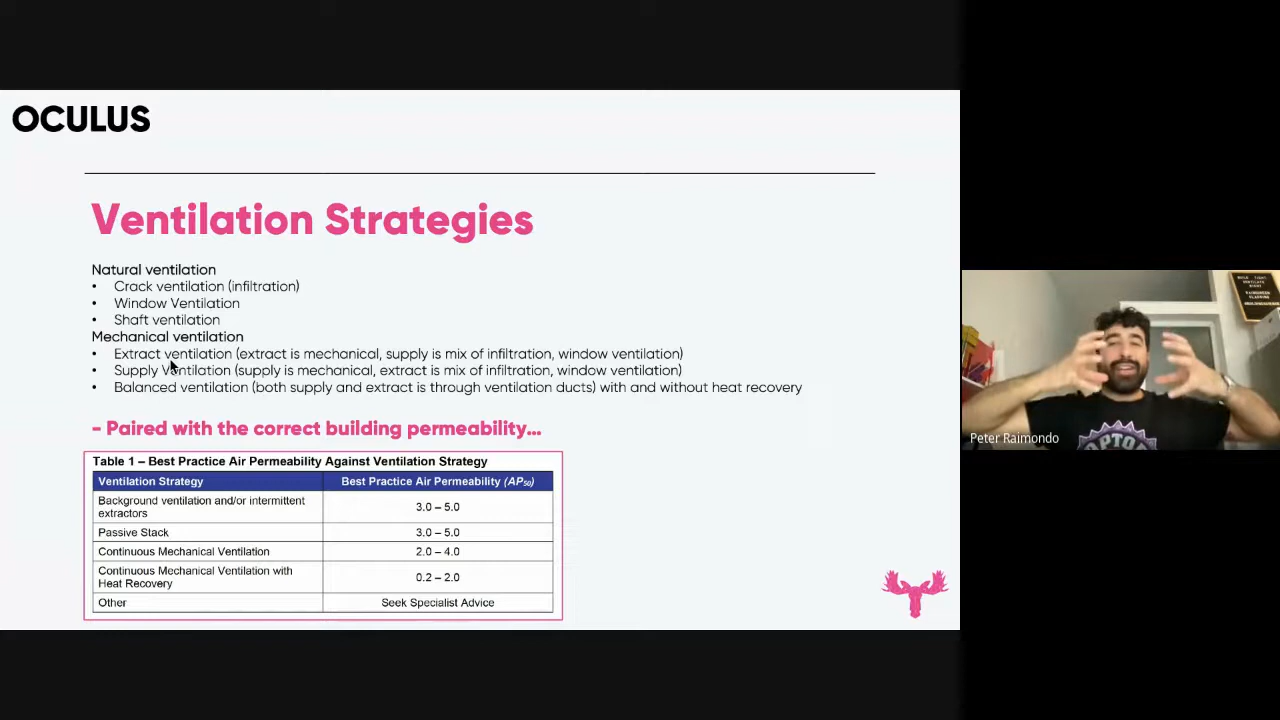 OCULUS
Ventilation Strategies
Natural ventilation
• Crack ventilation (infiltration)
• Window Ventilation
• Shaft ventilation
Mechanical ventilation
• Extract ventilation (extract is mechanical, supply is mix of infiltration, window ventilation)
• Supply Ventilation (supply is mechanical, extract is mix of infiltration, window ventilation)
• Balanced ventilation (both supply and extract is through ventilation ducts) with and without heat recovery
- Paired with the correct building permeability...
Table 1 – Best Practice Air Permeability Against Ventilation Strategy
Ventilation Strategy Best Practice Air Permeability (AP50)
Background ventilation and/or intermittent
extractors 3.0 – 5.0
Passive Stack 3.0 – 5.0
Continuous Mechanical Ventilation 2.0 – 4.0
Continuous Mechanical Ventilation with
Heat Recovery 0.2 – 2.0
Other Seek Specialist Advice
Peter Raimondo